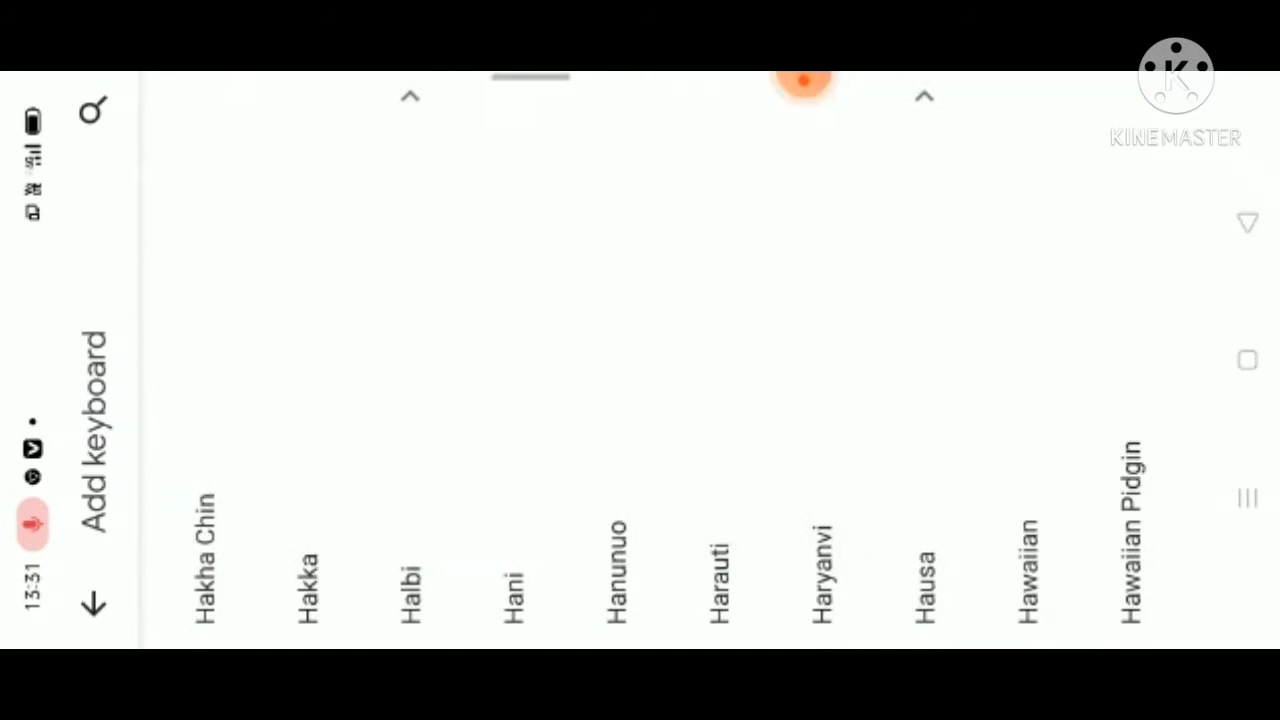 13:31
Add keyboard
Hakha Chin
Hakka
Halbi
Hani
Hanunuo
Harauti
Haryanvi
Hausa
Hawaiian
Hawaiian Pidgin
K
KINEMASTER